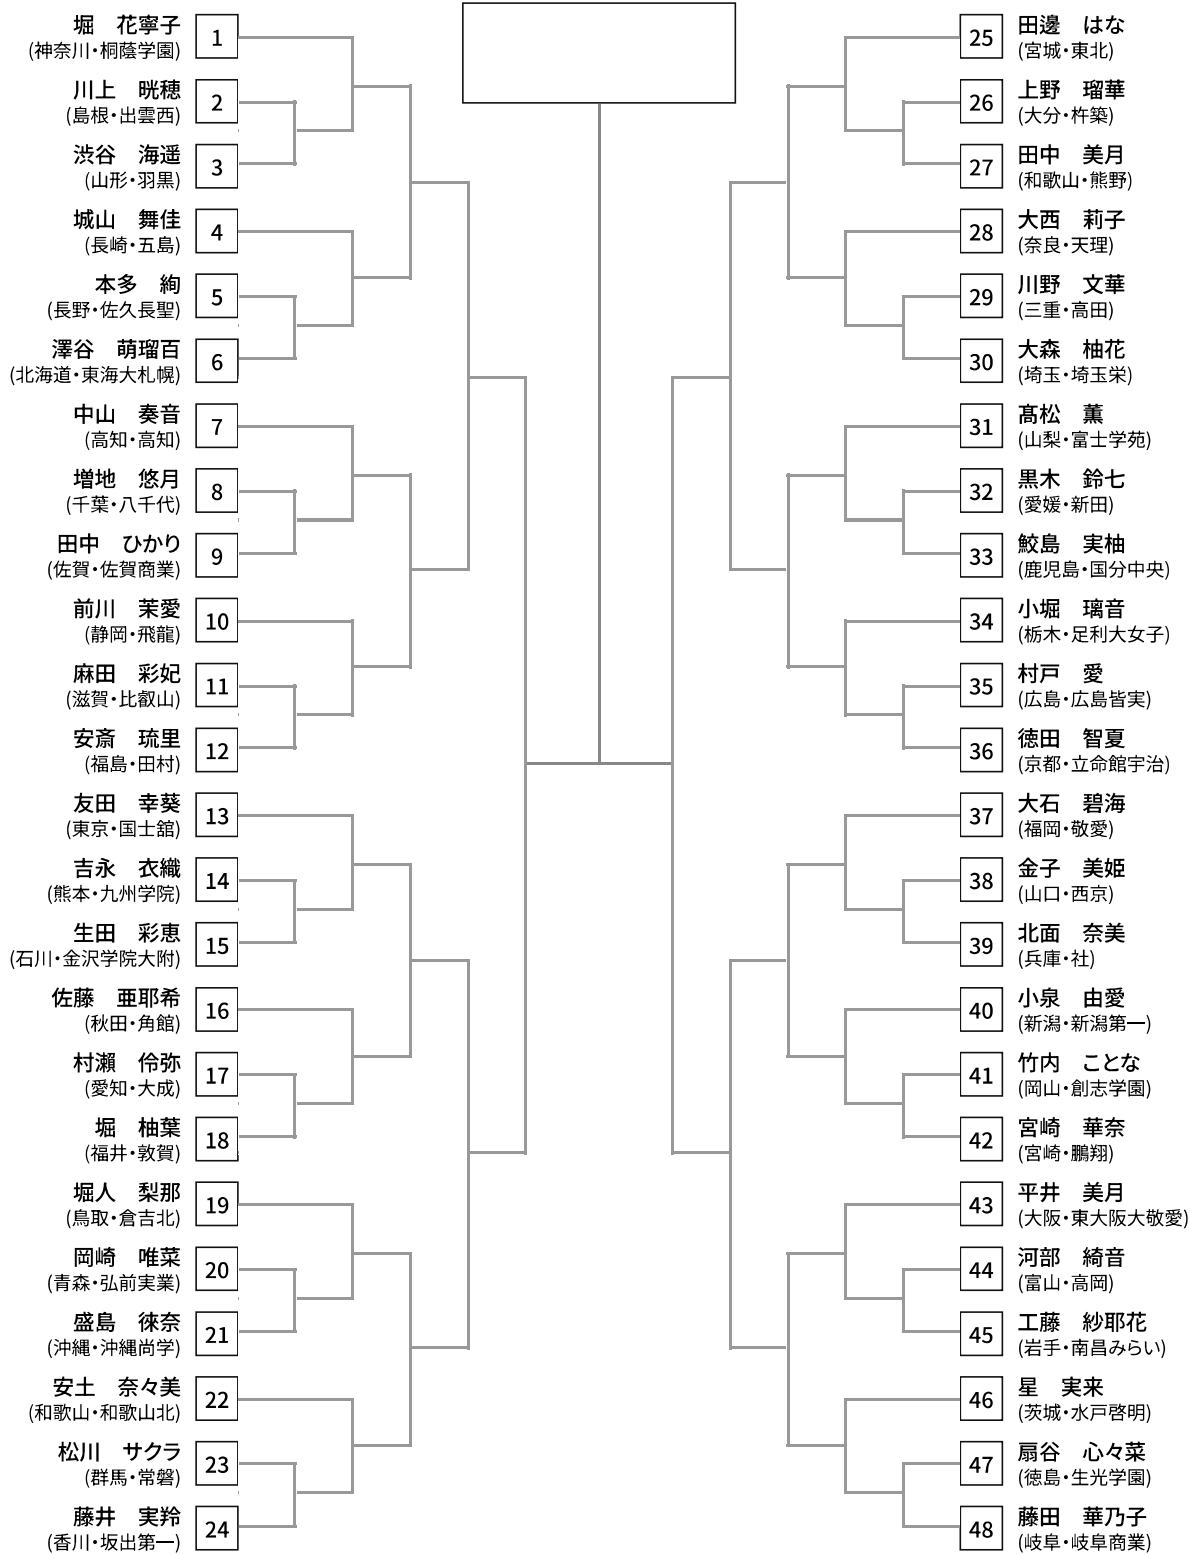 堀　花寧子
1
(神奈川・桐蔭学園)
川上　晄穂
2
(島根・出雲西)
渋谷　海遥
3
(山形・羽黒)
城山　舞佳
4
(長崎・五島)
本多　絢
5
(長野・佐久長聖)
澤谷　萌瑠百
6
(北海道・東海大札幌)
中山　奏音
7
(高知・高知)
増地　悠月
8
(千葉・八千代)
田中　ひかり
9
(佐賀・佐賀商業)
前川　茉愛
10
(静岡・飛龍)
麻田　彩妃
11
(滋賀・比叡山)
安斎　琉里
12
(福島・田村)
友田　幸葵
13
(東京・国士舘)
吉永　衣織
14
(熊本・九州学院)
生田　彩恵
15
(石川・金沢学院大附)
佐藤　亜耶希
16
(秋田・角館)
村瀨　伶弥
17
(愛知・大成)
堀　柚葉
18
(福井・敦賀)
堀人　梨那
19
(鳥取・倉吉北)
岡崎　唯菜
20
(青森・弘前実業)
盛島　徠奈
21
(沖縄・沖縄尚学)
安土　奈々美
22
(和歌山・和歌山北)
松川　サクラ
23
(群馬・常磐)
藤井　実羚
24
(香川・坂出第一)
25
田邊　はな
(宮城・東北)
26
上野　瑠華
(大分・杵築)
27
田中　美月
(和歌山・熊野)
28
大西　莉子
(奈良・天理)
29
川野　文華
(三重・高田)
30
大森　柚花
(埼玉・埼玉栄)
31
髙松　薫
(山梨・富士学苑)
32
黒木　鈴七
(愛媛・新田)
33
鮫島　実柚
(鹿児島・国分中央)
34
小堀　璃音
(栃木・足利大女子)
35
村戸　愛
(広島・広島皆実)
36
徳田　智夏
(京都・立命館宇治)
37
大石　碧海
(福岡・敬愛)
38
金子　美姫
(山口・西京)
39
北面　奈美
(兵庫・社)
40
小泉　由愛
(新潟・新潟第一)
41
竹内　ことな
(岡山・創志学園)
42
宮崎　華奈
(宮崎・鵬翔)
43
平井　美月
(大阪・東大阪大敬愛)
44
河部　綺音
(富山・高岡)
45
工藤　紗耶花
(岩手・南昌みらい)
46
星　実来
(茨城・水戸啓明)
47
扇谷　心々菜
(徳島・生光学園)
48
藤田　華乃子
(岐阜・岐阜商業)